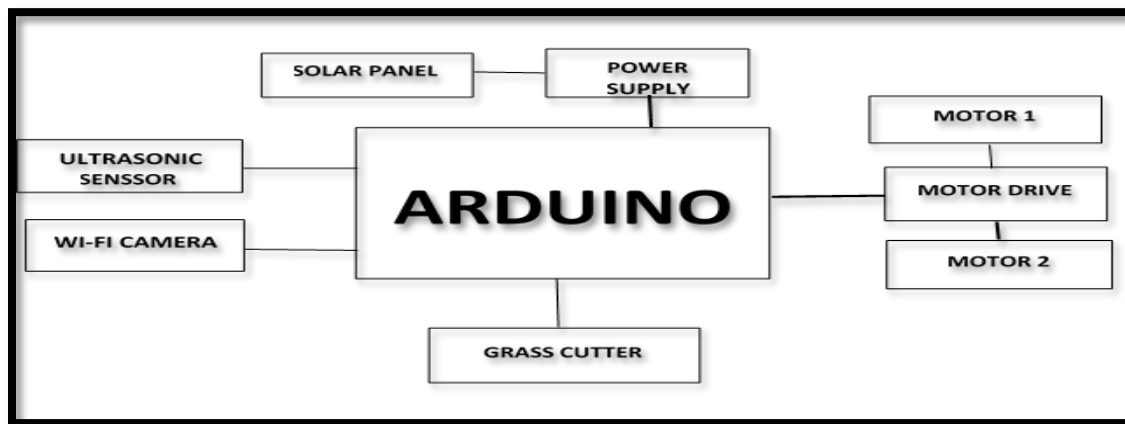 SOLAR PANEL
POWER
SUPPLY
MOTOR 1
ULTRASONIC
SENSSOR
ARDUINO
MOTOR DRIVE
WI-FI CAMERA
MOTOR 2
GRASS CUTTER